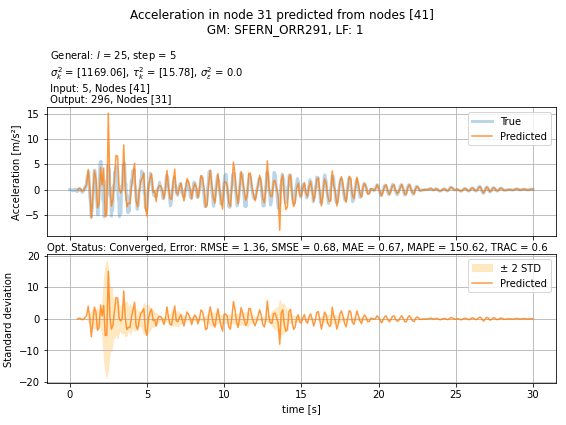 Acceleration in node 31 predicted from nodes [41]
GM: SFERN_ORR291, LF: 1
General: l = 25, step = 5
σ²ₖ = [1169.06], τ²ₖ = [15.78], σ²ₑ = 0.0
Input: 5, Nodes [41]
Output: 296, Nodes [31]
Acceleration [m/s²]
15
10
5
0
−5
True
Predicted
Opt. Status: Converged, Error: RMSE = 1.36, SMSE = 0.68, MAE = 0.67, MAPE = 150.62, TRAC = 0.6
Standard deviation
20
10
0
−10
−20
± 2 STD
Predicted
0 5 10 15 20 25 30
time [s]